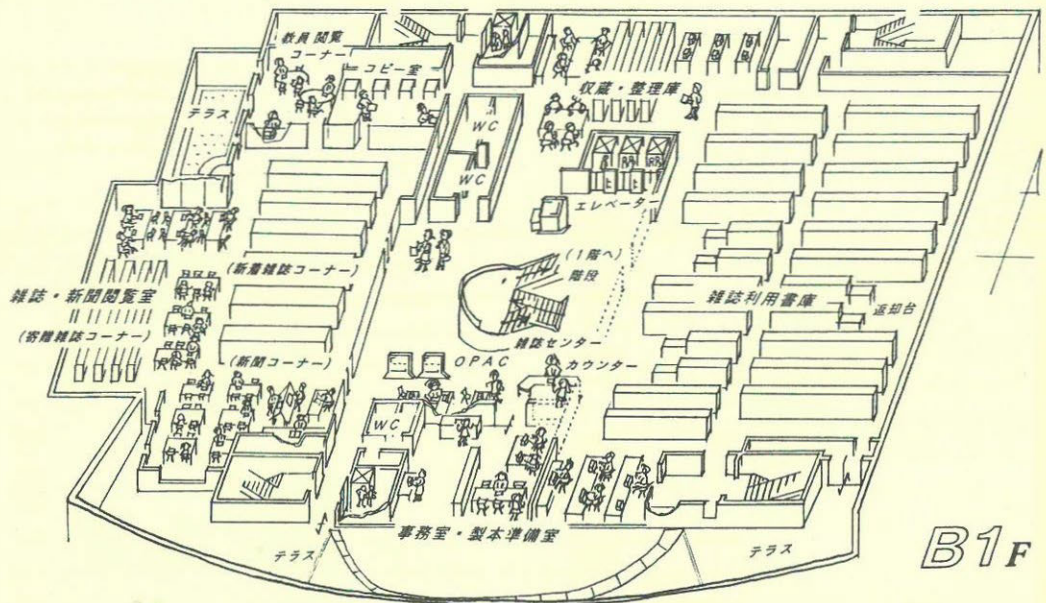 教員閲覧
コーナー
コピー室
収蔵・整理庫
テラス
WC
WC
エレベーター
(1階へ)
階段
(新着雑誌コーナー)
雑誌・新聞閲覧室
雑誌利用書庫
返却台
(寄贈雑誌コーナー)
(新聞コーナー)
雑誌センター
OPAC
カウンター
WC
事務室・製本準備室
テラス
テラス
B1F